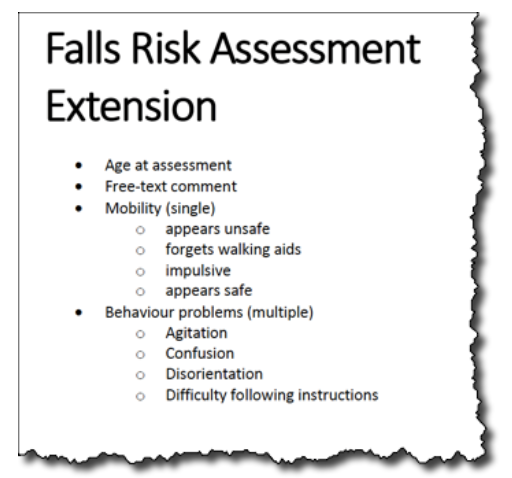 Falls Risk Assessment
Extension
• Age at assessment
• Free-text comment
• Mobility (single)
○ appears unsafe
○ forgets walking aids
○ impulsive
○ appears safe
• Behaviour problems (multiple)
○ Agitation
○ Confusion
○ Disorientation
○ Difficulty following instructions